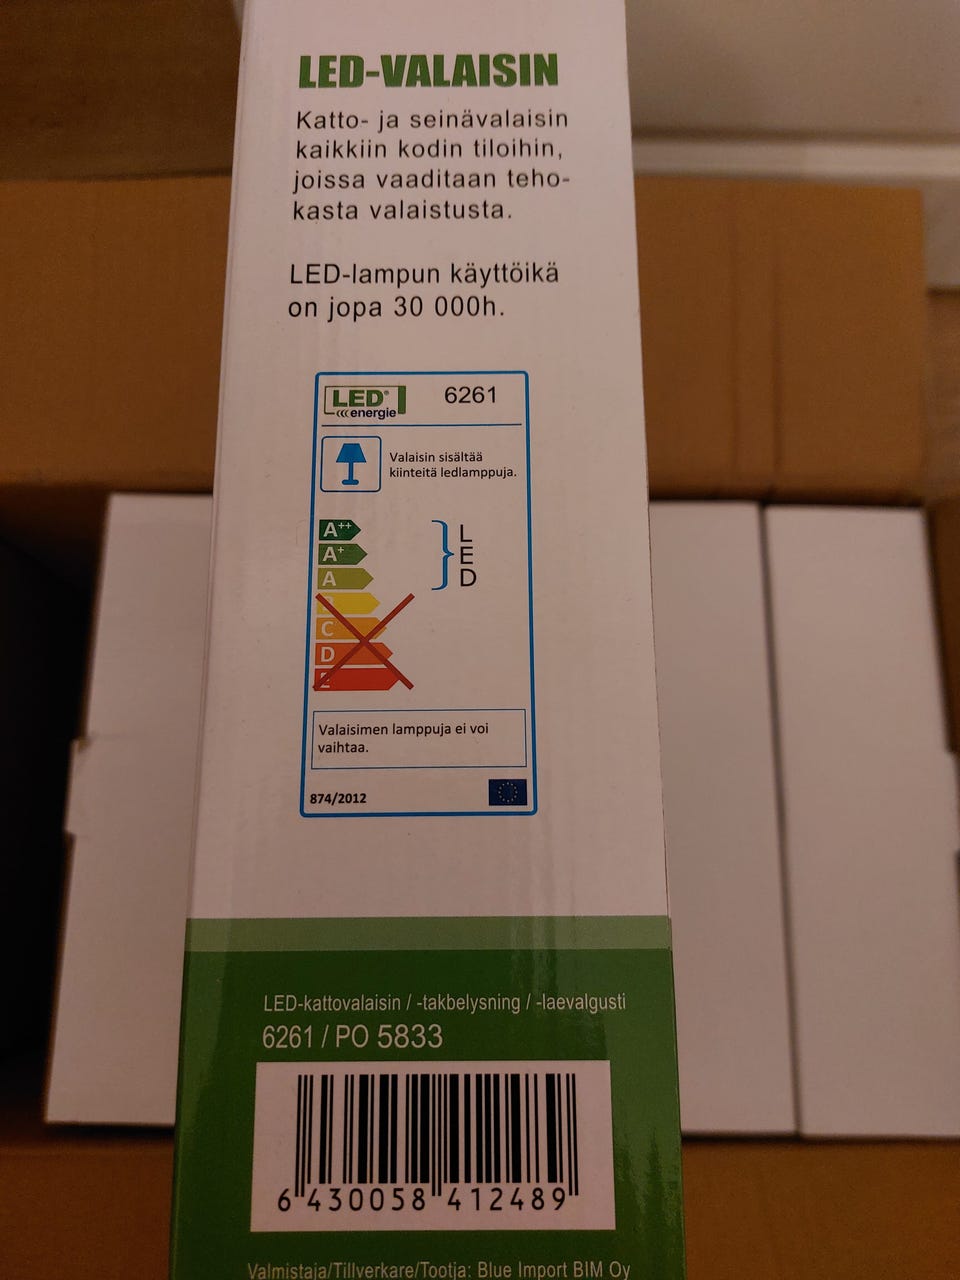 LED-VALAISIN
Katto- ja seinävalaisin
kaikkiin kodin tiloihin,
joissa vaaditaan teho-
kasta valaistusta.
LED-lampun käyttöikä
on jopa 30 000h.
LED® energie 6261
Valaisin sisältää
kiinteitä ledlamppuja.
A++
A+
A
LED
C
D
E
Valaisimen lamppuja ei voi
vaihtaa.
874/2012
LED-kattovalaisin / -takbelysning / -laevalgusti
6261 / PO 5833
6 430058 412489
Valmistaja/Tillverkare/Tootja: Blue Import BIM Oy